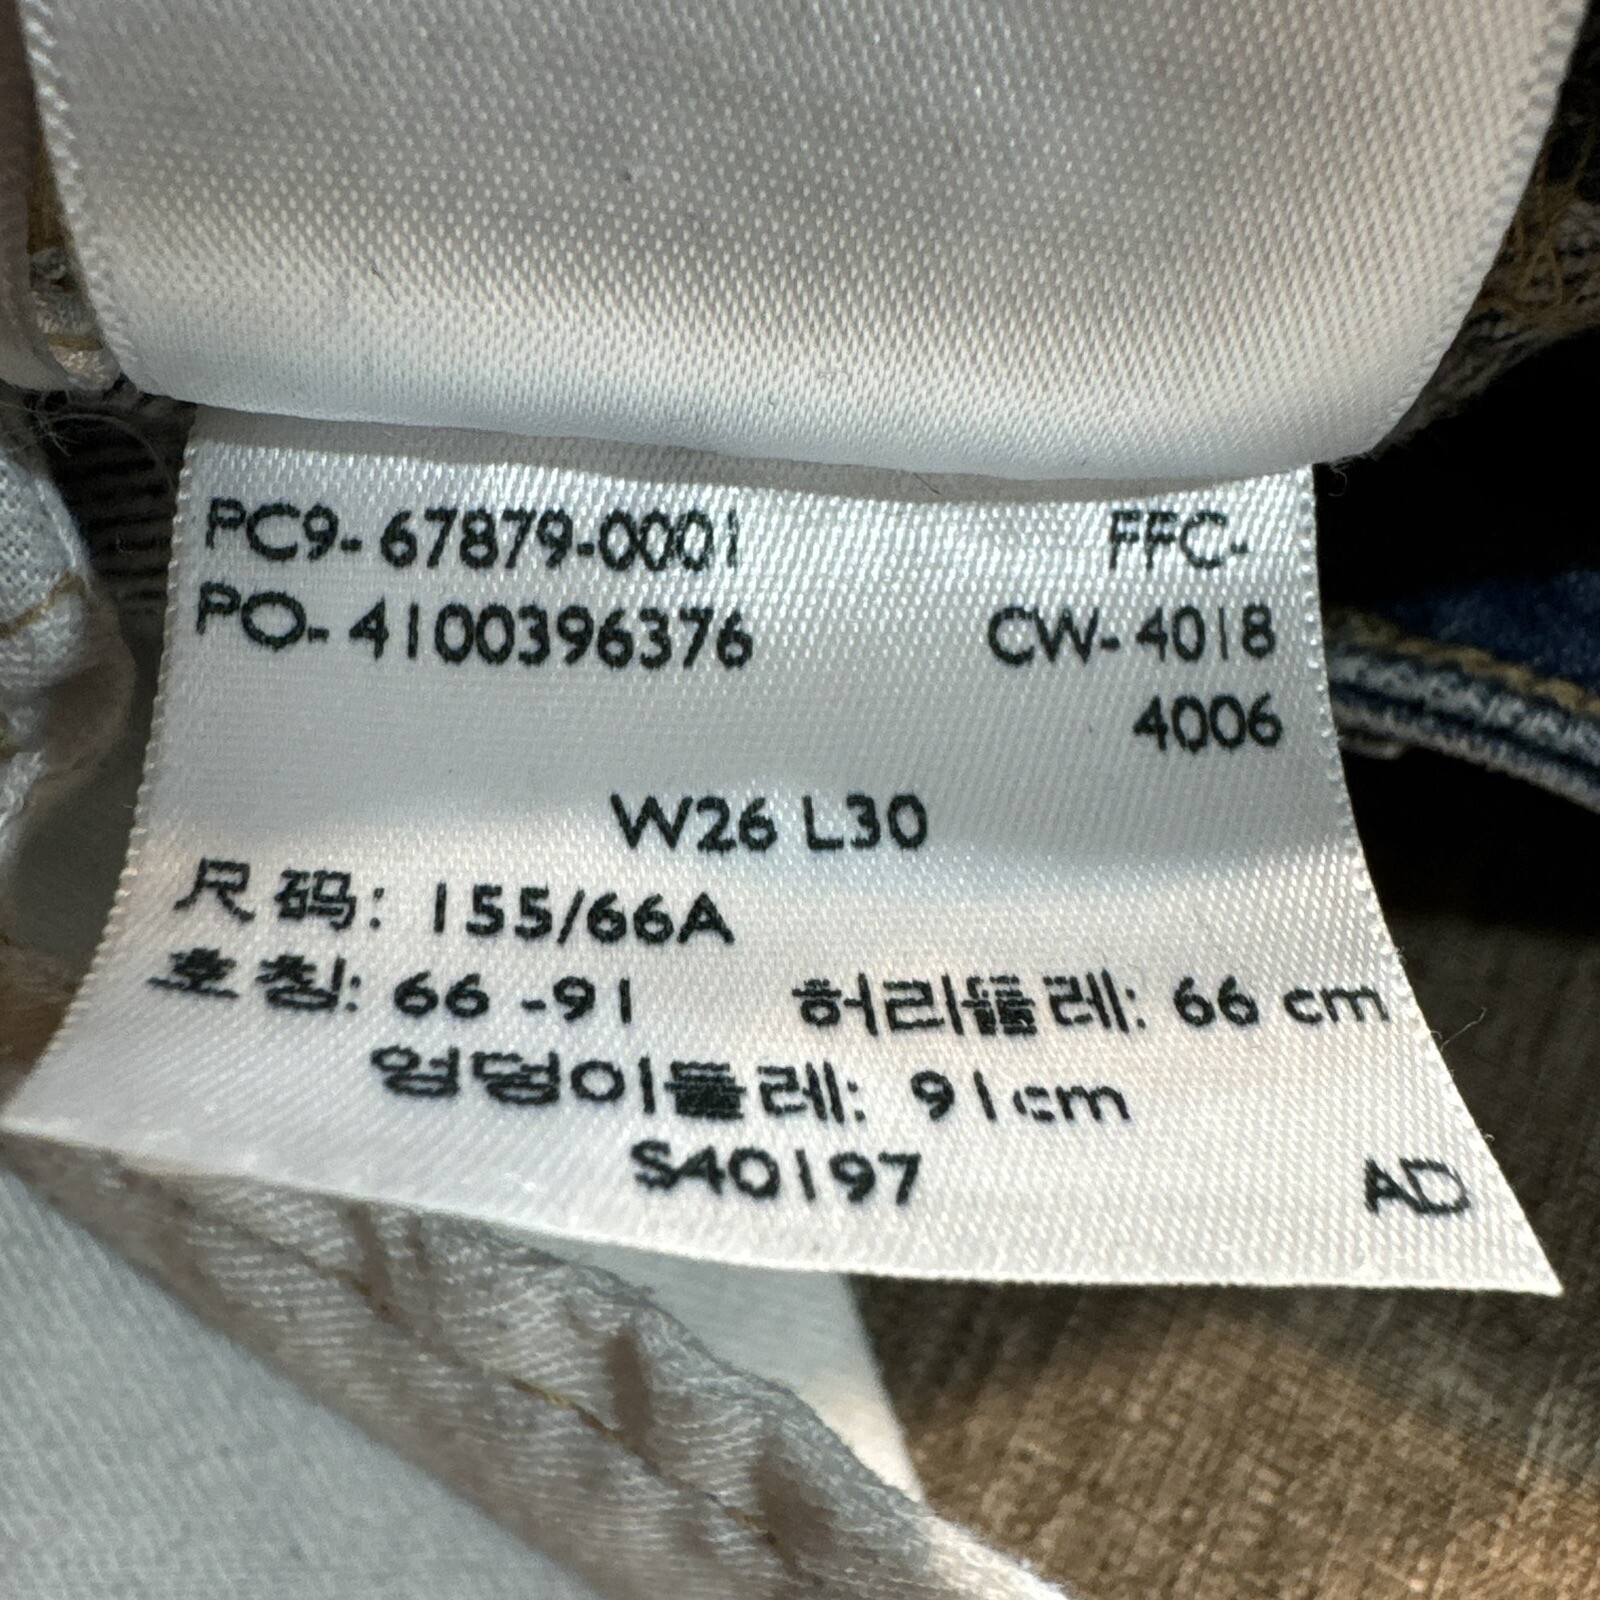 PC9- 67879-0001 FFC-
PO- 4100396376 CW- 4018
4006
W26 L30
尺码: 155/66A
호칭: 66 -91 허리둘레: 66 cm
엉덩이둘레: 91cm
S40197 AD